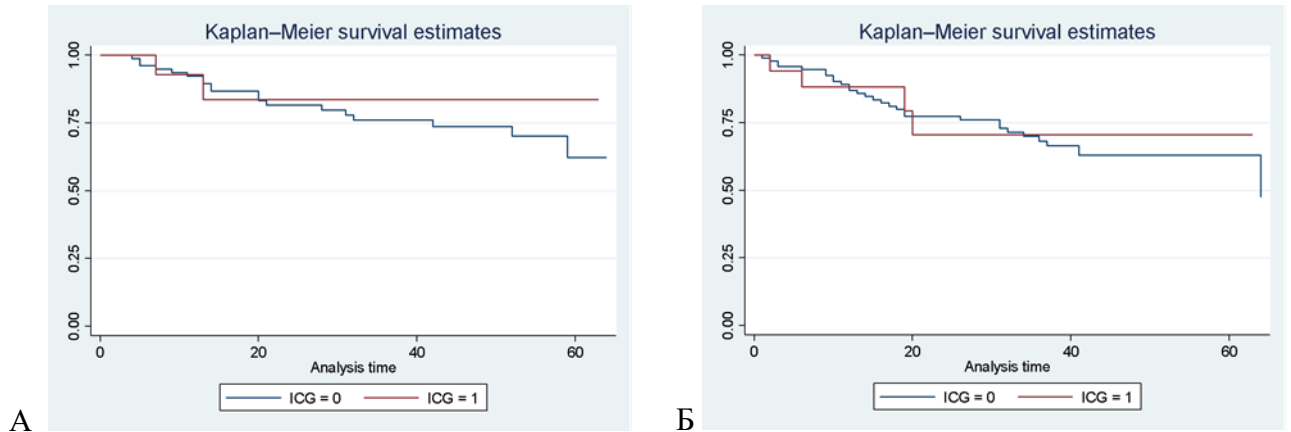 Kaplan–Meier survival estimates
1.00
0.75
0.50
0.25
0.00
0 20 40 60
Analysis time
ICG = 0 ICG = 1
А
Kaplan–Meier survival estimates
1.00
0.75
0.50
0.25
0.00
0 20 40 60
Analysis time
ICG = 0 ICG = 1
Б